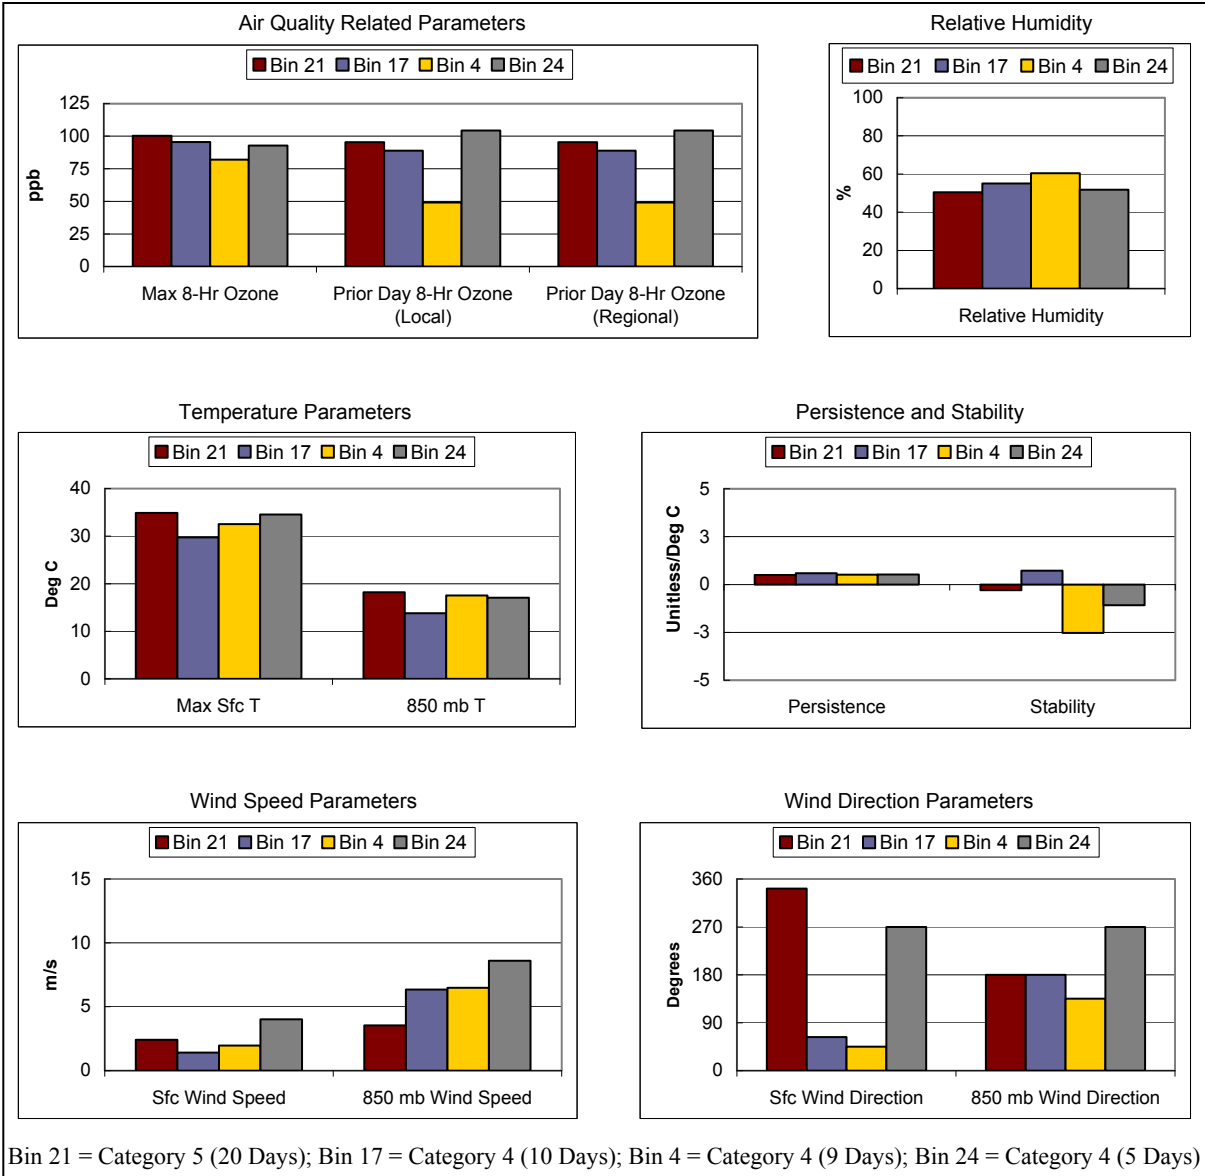 Air Quality Related Parameters
Bin 21 Bin 17 Bin 4 Bin 24
125
100
75
50
25
0
ppb
Max 8-Hr Ozone
Prior Day 8-Hr Ozone
(Local)
Prior Day 8-Hr Ozone
(Regional)
Relative Humidity
Bin 21 Bin 17 Bin 4 Bin 24
100
80
60
40
20
0
%
Relative Humidity
Temperature Parameters
Bin 21 Bin 17 Bin 4 Bin 24
40
30
20
10
0
Deg C
Max Sfc T
850 mb T
Persistence and Stability
Bin 21 Bin 17 Bin 4 Bin 24
5
3
0
-3
-5
Unitless/Deg C
Persistence
Stability
Wind Speed Parameters
Bin 21 Bin 17 Bin 4 Bin 24
15
10
5
0
m/s
Sfc Wind Speed
850 mb Wind Speed
Wind Direction Parameters
Bin 21 Bin 17 Bin 4 Bin 24
360
270
180
90
0
Degrees
Sfc Wind Direction
850 mb Wind Direction
Bin 21 = Category 5 (20 Days); Bin 17 = Category 4 (10 Days); Bin 4 = Category 4 (9 Days); Bin 24 = Category 4 (5 Days)